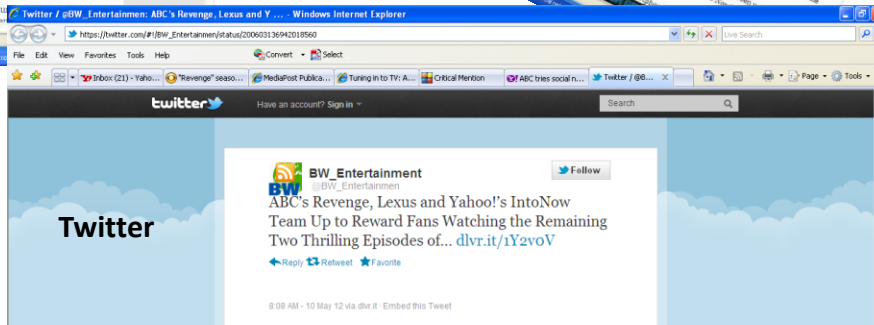 Twitter / @BW_Entertainmen: ABC's Revenge, Lexus and Y ... - Windows Internet Explorer
https://twitter.com/#!/BW_Entertainmen/status/200603136942018560
Live Search
File Edit View Favorites Tools Help Convert Select
Inbox (21) - Yaho... "Revenge" seaso... MediaPost Publica... Tuning in to TV: A... Critical Mention ABC tries social n... Twitter / @B... Page Tools
twitter Have an account? Sign in Search
BW_Entertainment Follow
BW @BW_Entertainmen
ABC's Revenge, Lexus and Yahoo!'s IntoNow
Team Up to Reward Fans Watching the Remaining
Two Thrilling Episodes of... dlvr.it/1Y2v0V
Twitter
Reply Retweet Favorite
8:08 AM - 10 May 12 via dlvr.it · Embed this Tweet